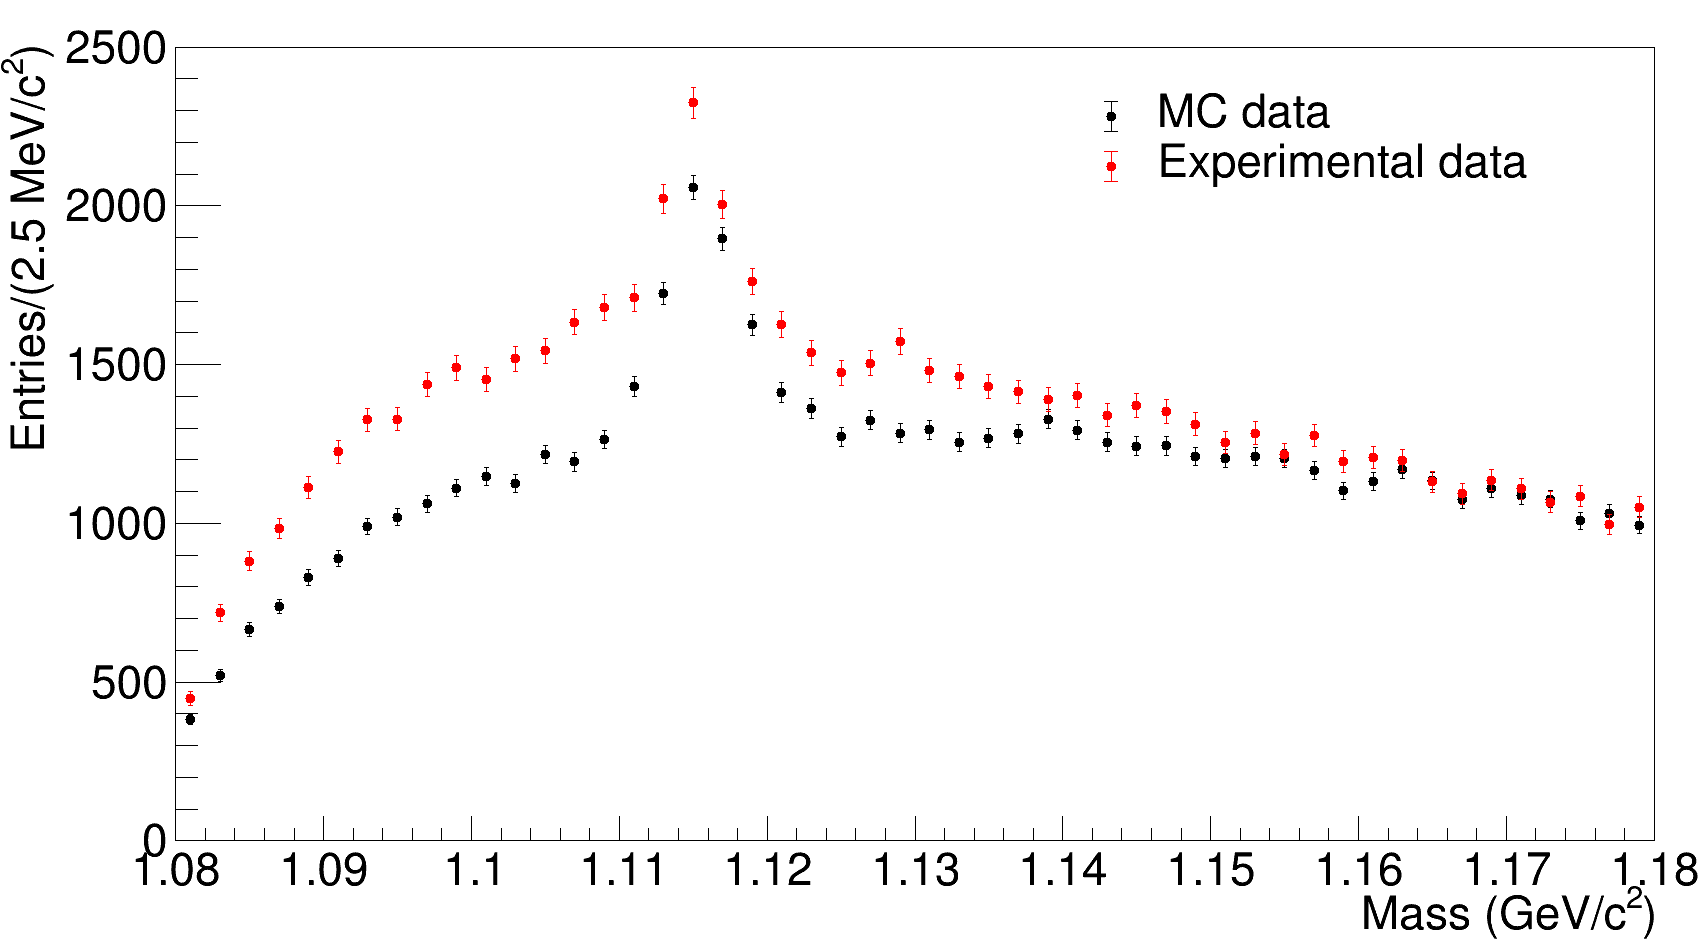 Entries/(2.5 MeV/c²)
2500
2000
1500
1000
500
0
MC data
Experimental data
1.08 1.09 1.1 1.11 1.12 1.13 1.14 1.15 1.16 1.17 1.18
Mass (GeV/c²)